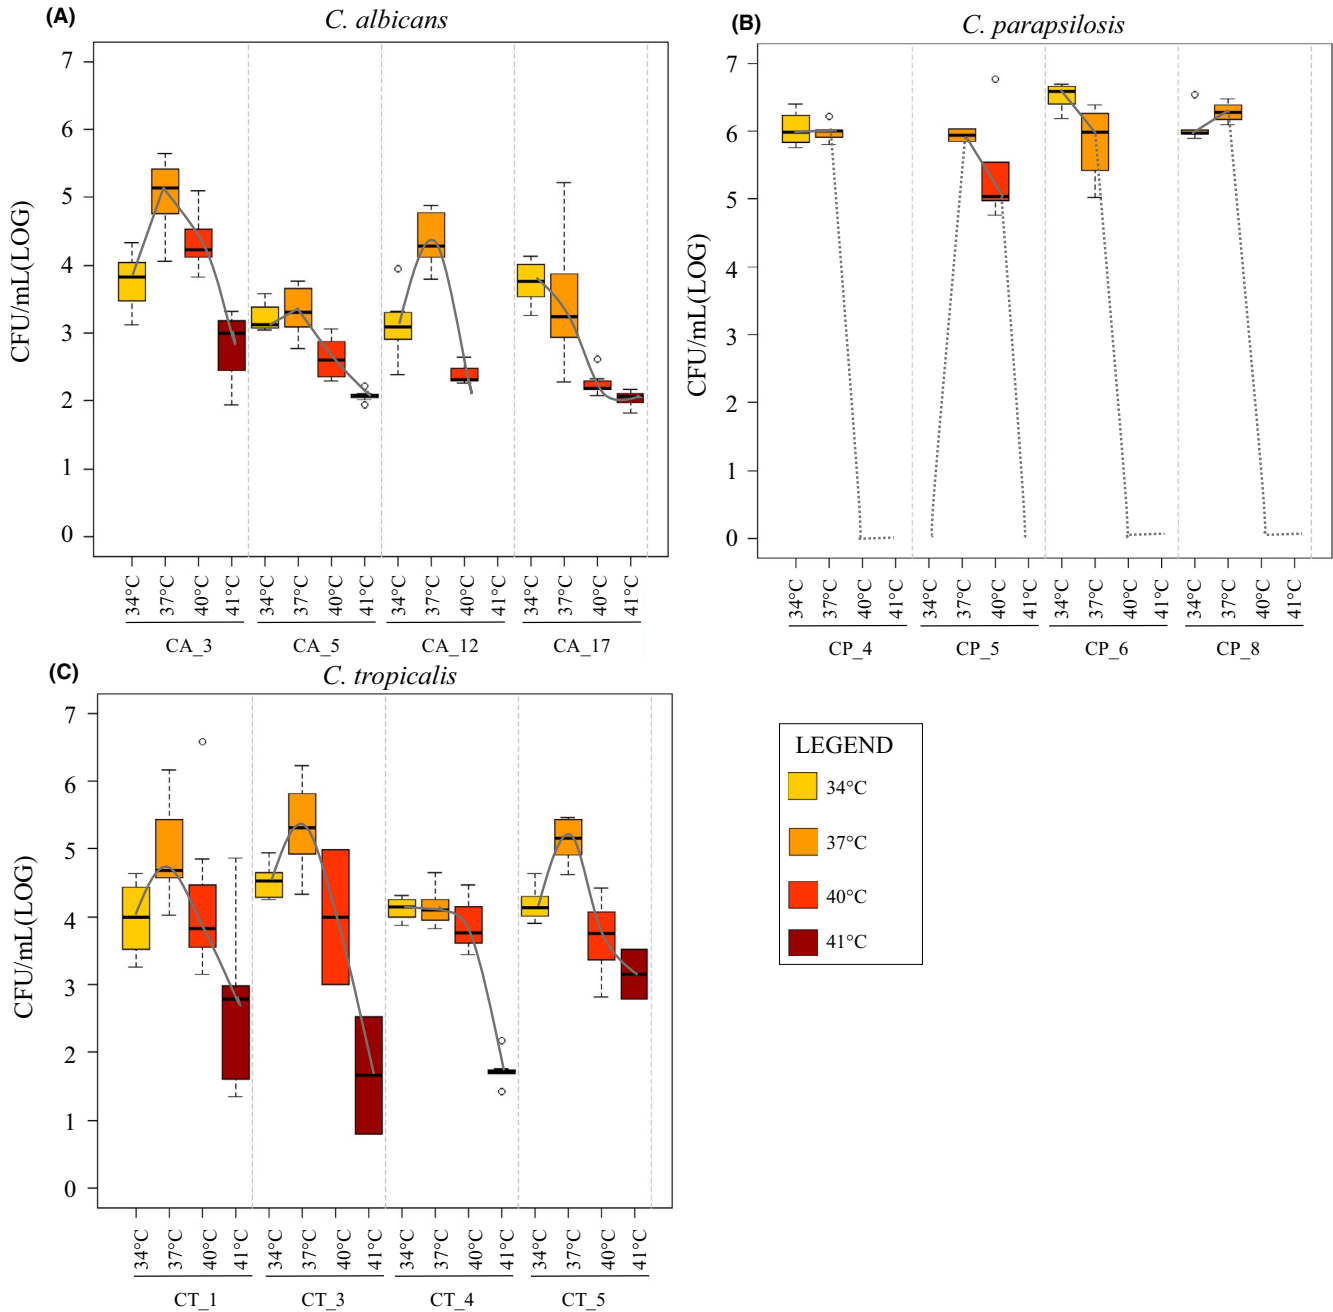 (A)
C. albicans
CFU/mL(LOG)
7
6
5
4
3
2
1
0
34°C 37°C 40°C 41°C 34°C 37°C 40°C 41°C 34°C 37°C 40°C 41°C 34°C 37°C 40°C 41°C
CA_3 CA_5 CA_12 CA_17
(B)
C. parapsilosis
CFU/mL(LOG)
7
6
5
4
3
2
1
0
34°C 37°C 40°C 41°C 34°C 37°C 40°C 41°C 34°C 37°C 40°C 41°C 34°C 37°C 40°C 41°C
CP_4 CP_5 CP_6 CP_8
(C)
C. tropicalis
CFU/mL(LOG)
7
6
5
4
3
2
1
0
34°C 37°C 40°C 41°C 34°C 37°C 40°C 41°C 34°C 37°C 40°C 41°C 34°C 37°C 40°C 41°C
CT_1 CT_3 CT_4 CT_5
LEGEND
34°C
37°C
40°C
41°C